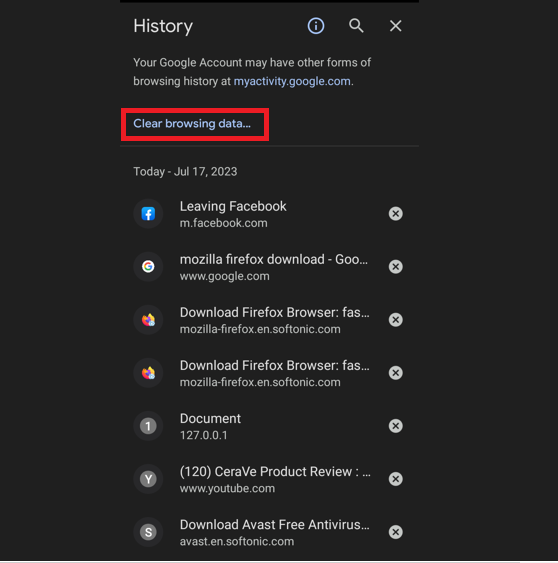 History
Your Google Account may have other forms of
browsing history at myactivity.google.com.
Clear browsing data...
Today - Jul 17, 2023
Leaving Facebook
m.facebook.com
mozilla firefox download - Goo...
www.google.com
Download Firefox Browser: fas...
mozilla-firefox.en.softonic.com
Download Firefox Browser: fas...
mozilla-firefox.en.softonic.com
1
Document
127.0.0.1
Y
(120) CeraVe Product Review : ...
www.youtube.com
S
Download Avast Free Antivirus...
avast.en.softonic.com